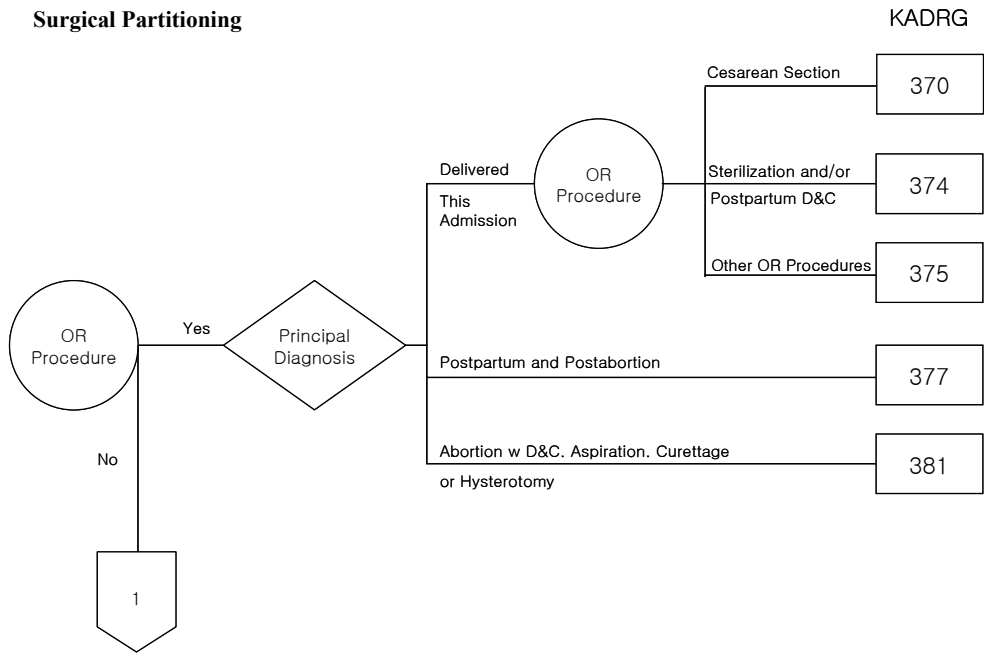 Surgical Partitioning
KADRG
Cesarean Section
370
Delivered
This
Admission
OR
Procedure
Sterilization and/or
Postpartum D&C
374
Other OR Procedures
375
OR
Procedure
Yes
Principal
Diagnosis
Postpartum and Postabortion
377
No
Abortion w D&C. Aspiration. Curettage
or Hysterotomy
381
1